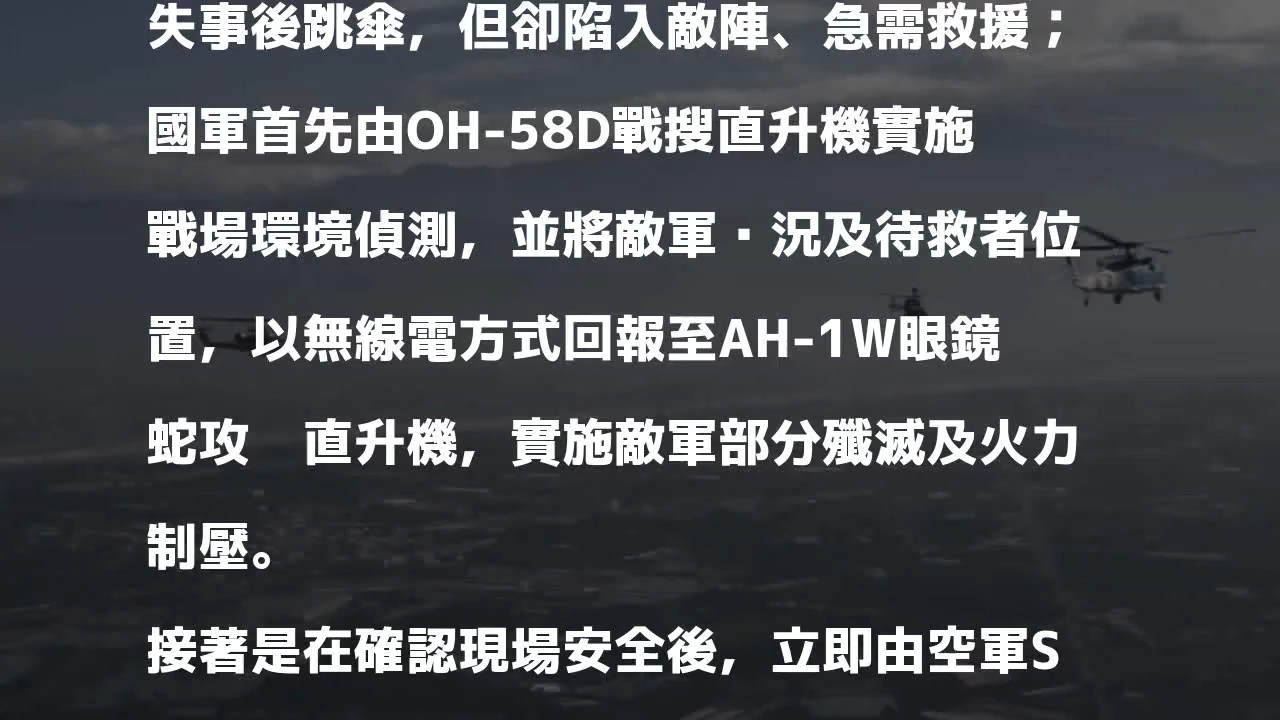 失事後跳傘，但卻陷入敵陣、急需救援；
國軍首先由OH-58D戰搜直升機實施
戰場環境偵測，並將敵軍▪況及待救者位
置，以無線電方式回報至AH-1W眼鏡
蛇攻　直升機，實施敵軍部分殲滅及火力
制壓。
接著是在確認現場安全後，立即由空軍S